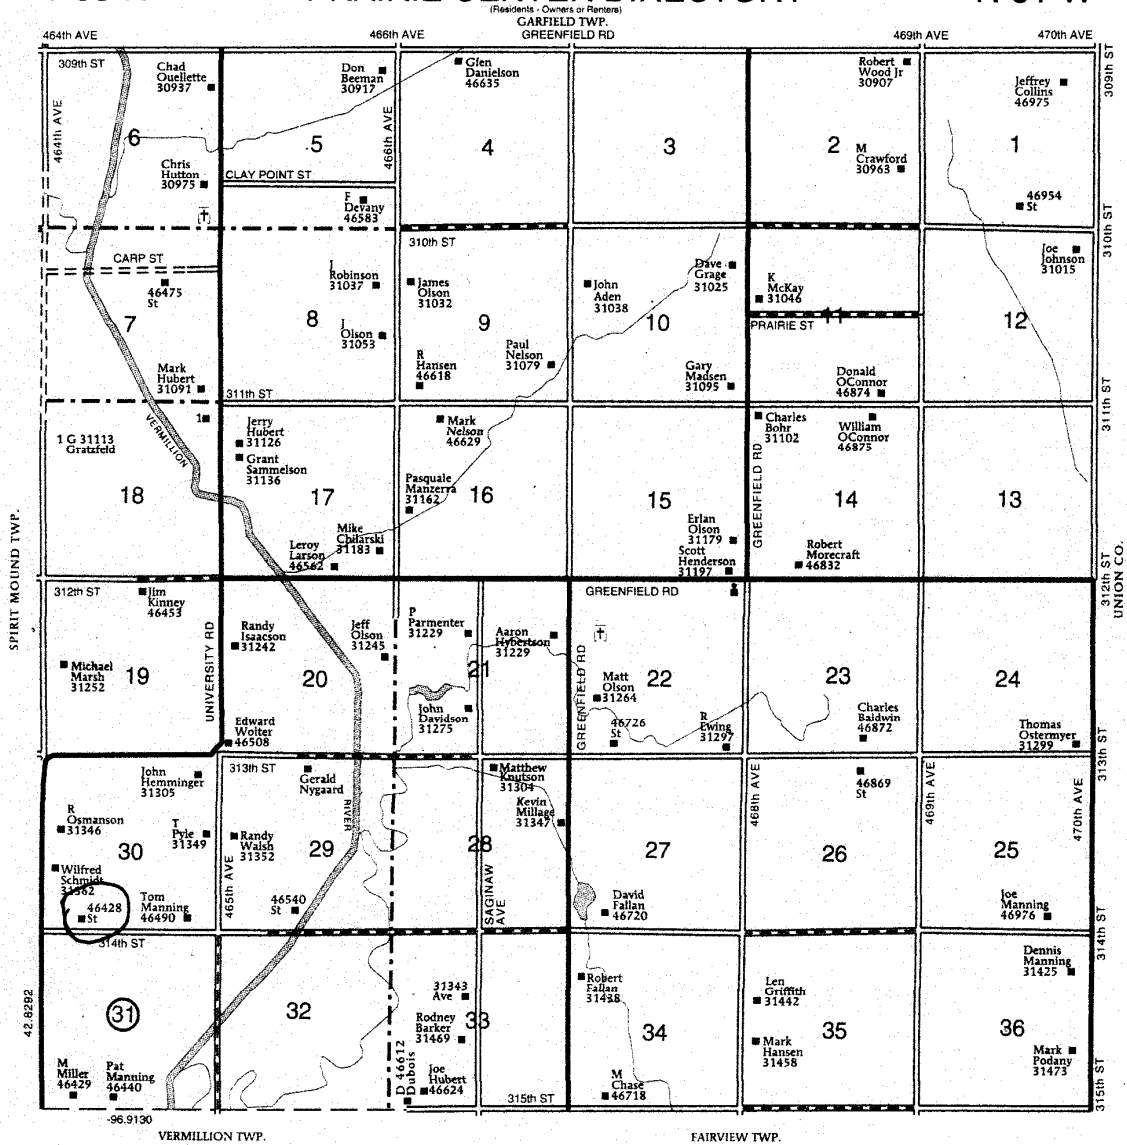 PRAIRIE CENTER DIRECTORY
(Residents - Owners or Renters)
GARFIELD TWP.
464th AVE
466th AVE
GREENFIELD RD
469th AVE
470th AVE
309th ST
309th ST
464th AVE
Chad
Ouellette
30937
6
Chris
Hutton
30975
Don
Beeman
30917
5
466th AVE
CLAY POINT ST
F
Devany
46583
Glen
Danielson
46635
4
3
Robert
Wood Jr
30907
2
M
Crawford
30963
Jeffrey
Collins
46975
1
46954
St
310th ST
310th ST
CARP ST
46475
St
7
Mark
Hubert
31091
J
Robinson
31037
8
J
Olson
31053
James
Olson
31032
9
R
Hansen
46618
Paul
Nelson
31079
John
Aden
31038
Dave
Grage
31025
10
Gary
Madsen
31095
K
McKay
31046
11
PRAIRIE ST
Donald
OConnor
46874
Joe
Johnson
31015
12
311th ST
311th ST
1
1 G 31113
Gratzfeld
VERMILLION
18
Jerry
Hubert
31126
Grant
Sammelson
31136
17
Mike
Chilarski
31183
Leroy
Larson
46562
Mark
Nelson
46629
Pasquale
Manzerra
31162
16
15
Erlan
Olson
31179
Scott
Henderson
31197
Charles
Bohr
31102
GREENFIELD RD
William
OConnor
46875
14
Robert
Morecraft
46832
13
SPIRIT MOUND TWP.
UNION CO.
312th ST
312th ST
Jim
Kinney
46453
Michael
Marsh
31252
19
UNIVERSITY RD
Randy
Isaacson
31242
Jeff
Olson
31245
20
Edward
Wolter
46508
P
Parmenter
31229
Aaron
Hybertson
31229
21
John
Davidson
31275
GREENFIELD RD
GREENFIELD RD
22
Matt
Olson
31264
46726
St
R
Ewing
31297
23
Charles
Baldwin
46872
24
Thomas
Ostermyer
31299
313th ST
313th ST
John
Hemminger
31305
R
Osmanson
31346
T
Pyle
31349
30
Wilfred
Schmidt
31362
46428
St
Tom
Manning
46490
Gerald
Nygaard
RIVER
Randy
Walsh
31352
29
465th AVE
46540
St
Matthew
Knutson
31304
Kevin
Millage
31347
28
SAGINAW
AVE
27
David
Fallan
46720
468th AVE
46869
St
26
469th AVE
470th AVE
25
Joe
Manning
46976
314th ST
314th ST
42.8292
31
M
Miller
46429
Pat
Manning
46440
32
31343
Ave
Rodney
Barker
31469
33
D 46612
Dubois
Joe
Hubert
46624
315th ST
Robert
Fallan
31438
34
M
Chase
46718
Len
Griffith
31442
35
Mark
Hansen
31458
Dennis
Manning
31425
36
Mark
Podany
31473
315th ST
-96.9130
VERMILLION TWP.
FAIRVIEW TWP.